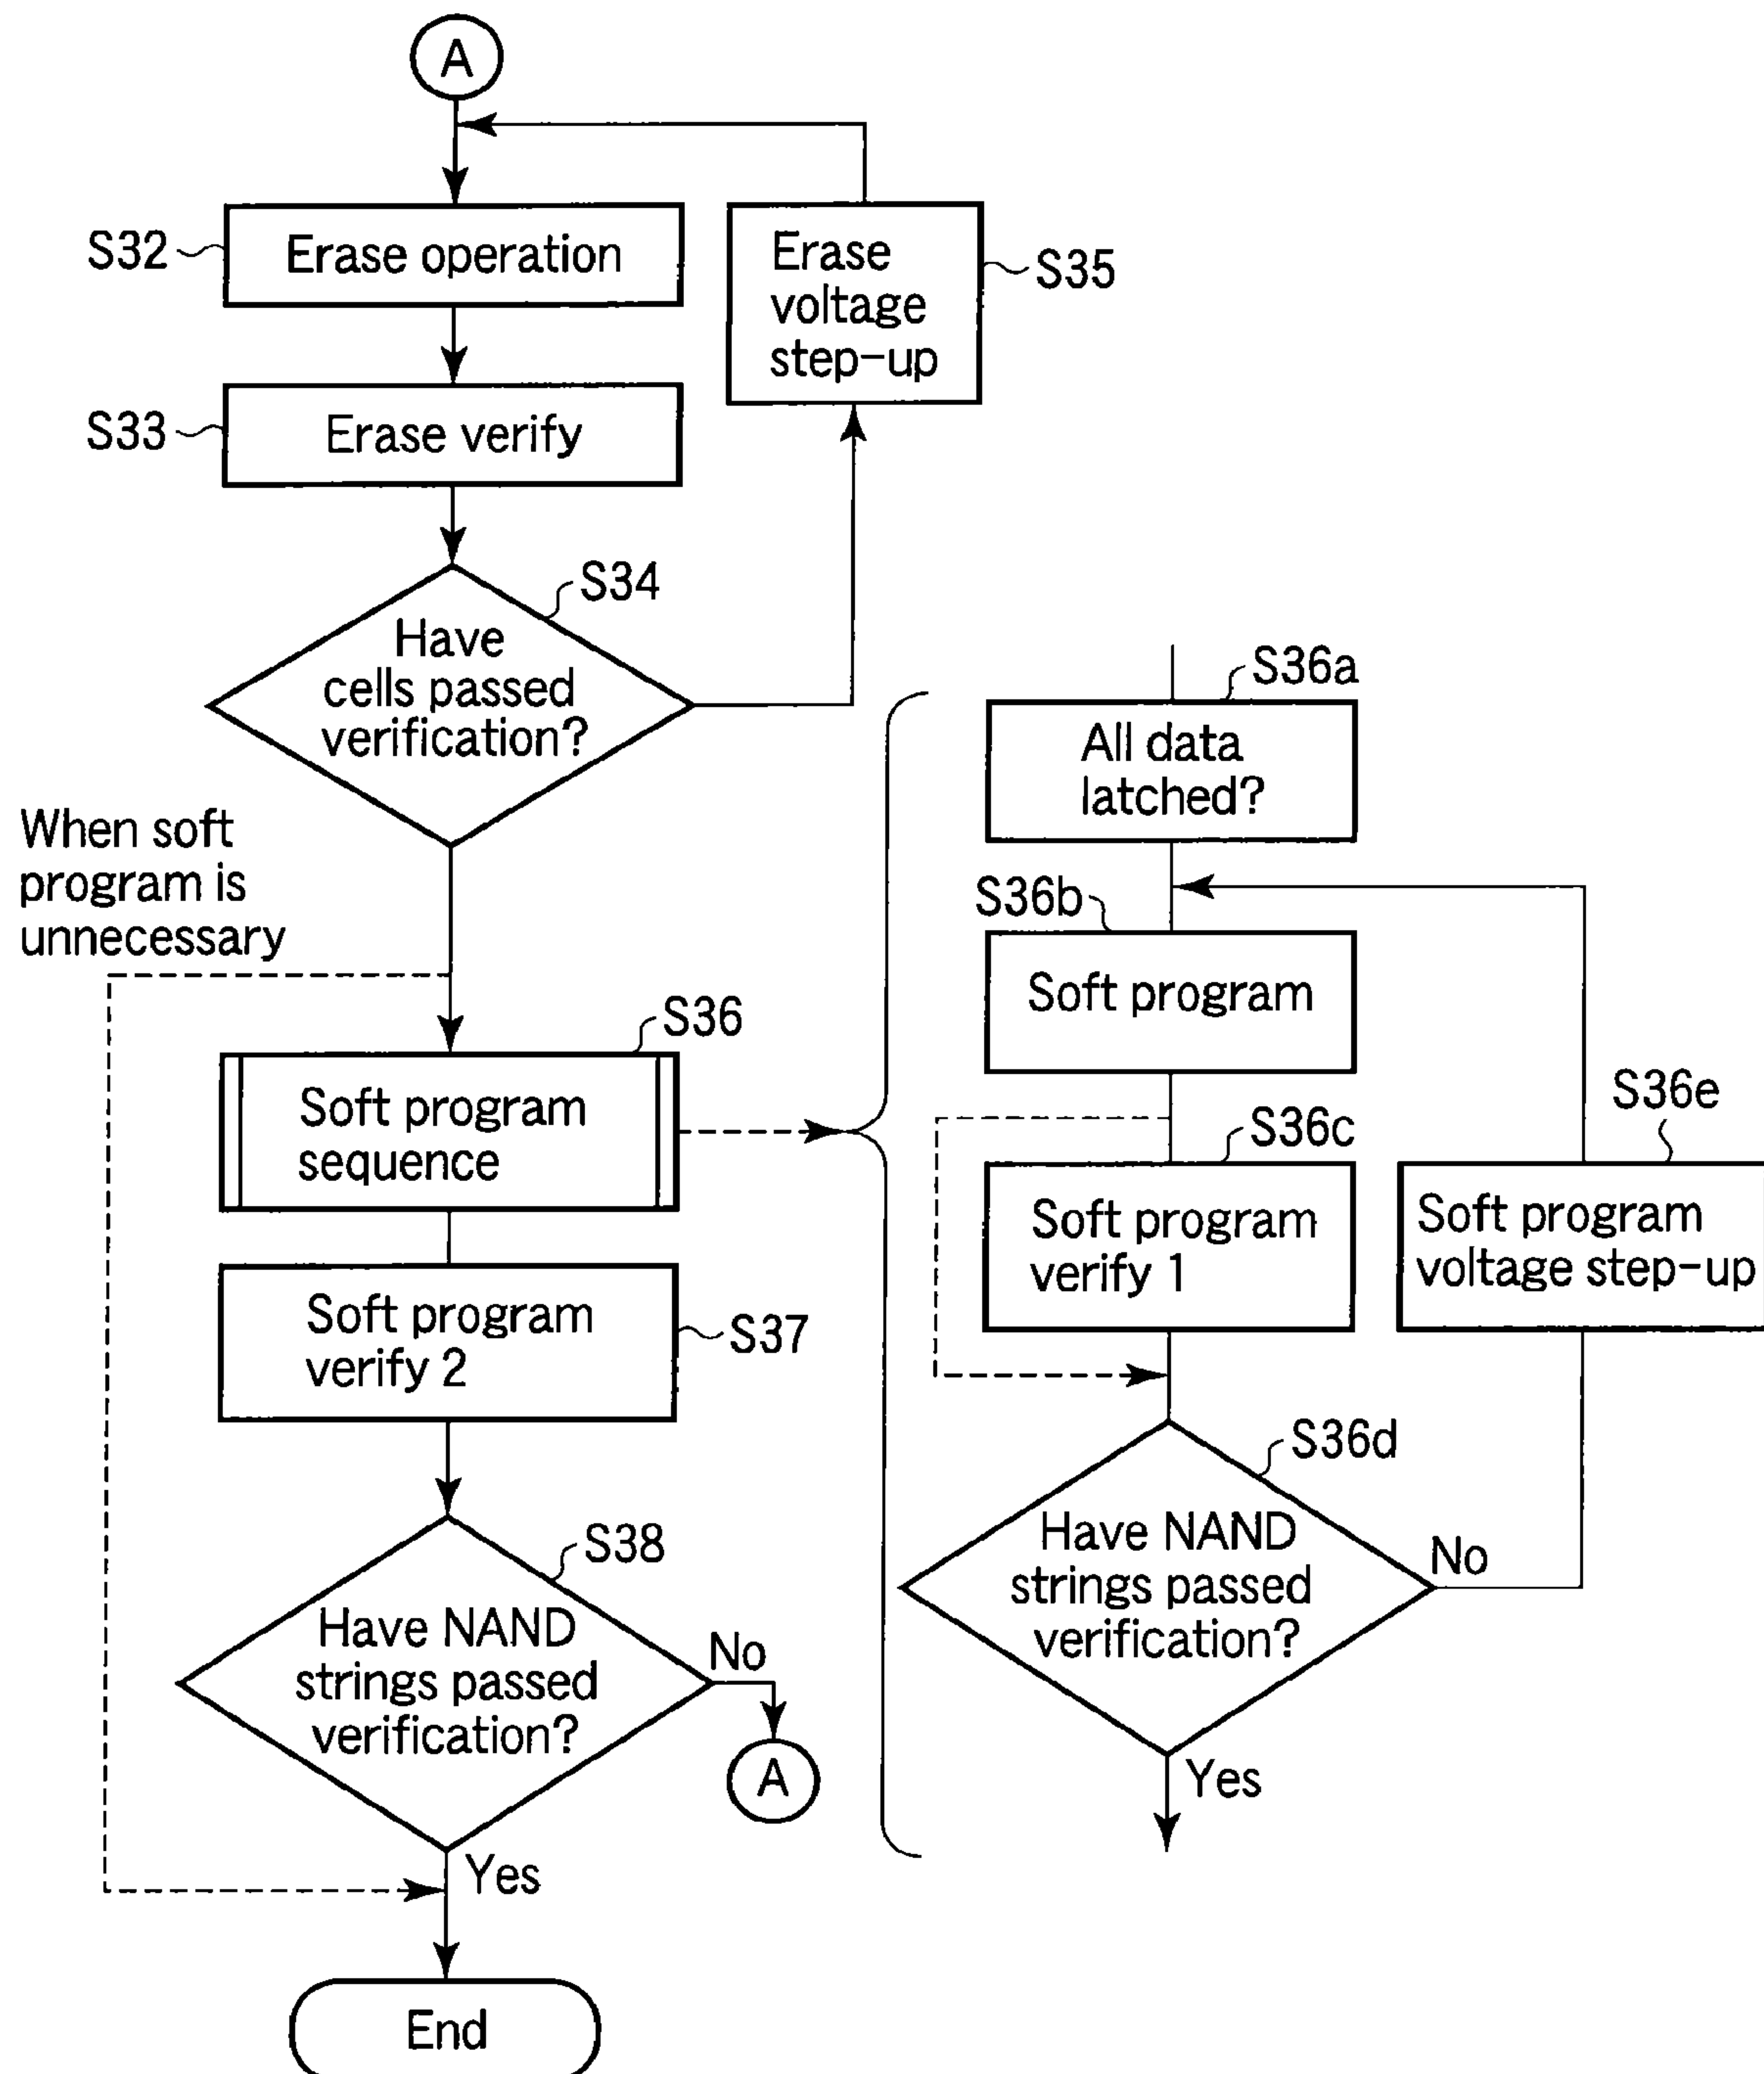 A
S32
Erase operation
Erase
voltage
step-up
S35
S33
Erase verify
S34
Have
cells passed
verification?
When soft
program is
unnecessary
S36
Soft program
sequence
Soft program
verify 2
S37
S38
Have NAND
strings passed
verification?
No
A
Yes
End
S36a
All data
latched?
S36b
Soft program
S36c
Soft program
verify 1
S36e
Soft program
voltage step-up
S36d
Have NAND
strings passed
verification?
No
Yes